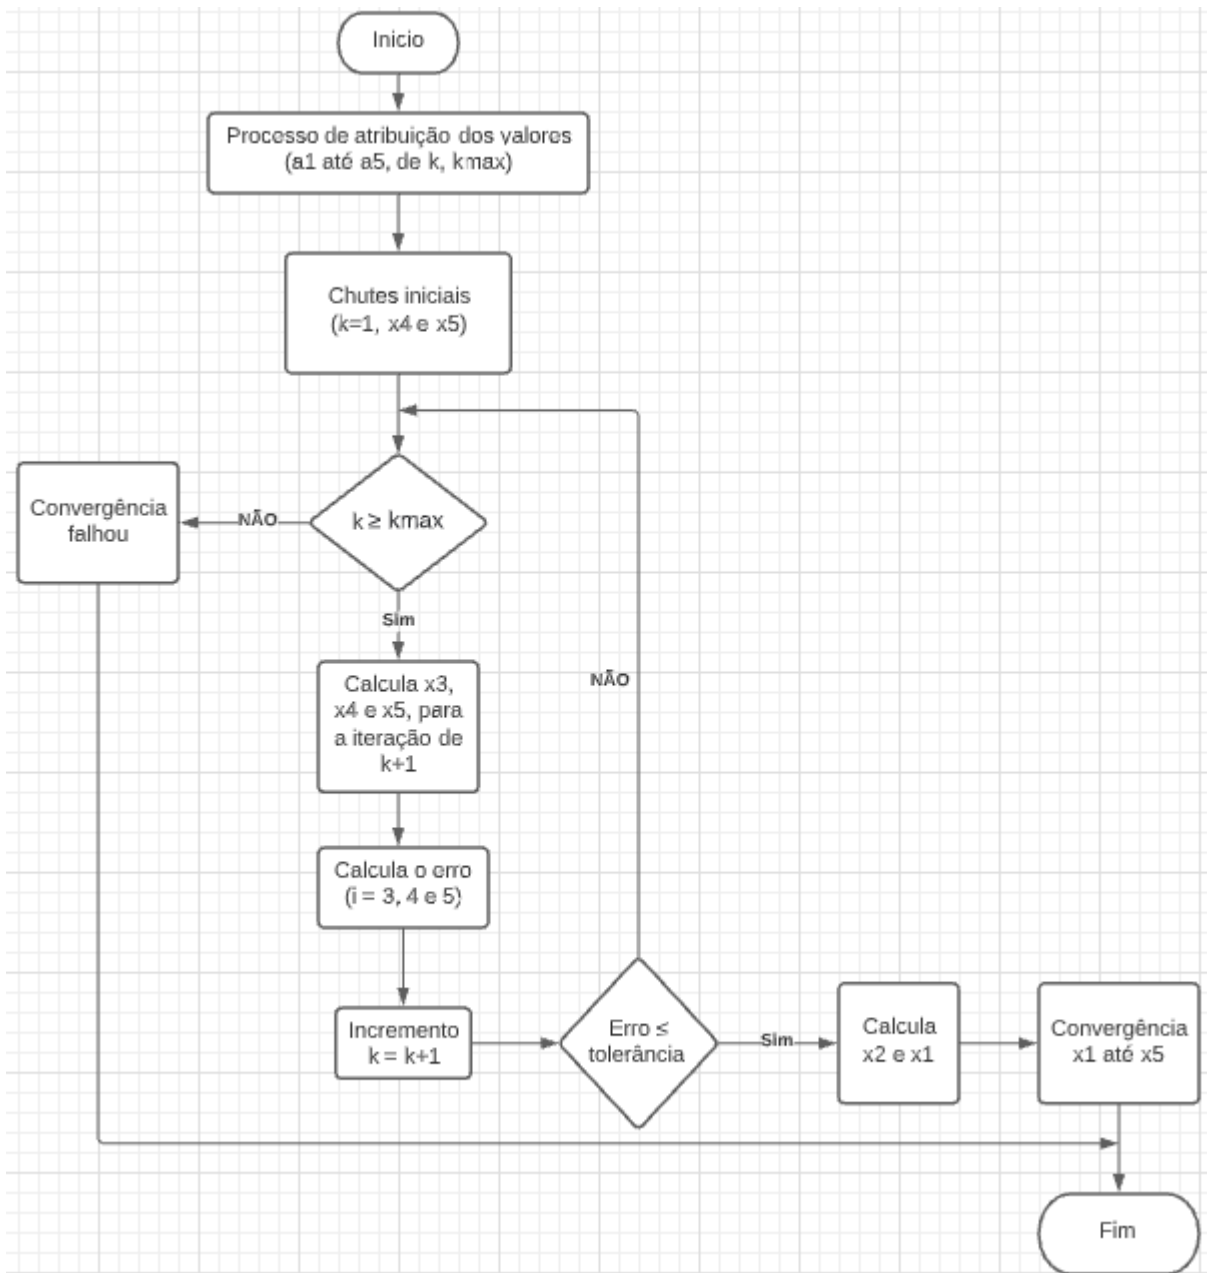 Inicio
Processo de atribuição dos valores
(a1 até a5, de k, kmax)
Chutes iniciais
(k=1, x4 e x5)
Convergência
falhou
NÃO
k ≥ kmax
Sim
Calcula x3,
x4 e x5, para
a iteração de
k+1
NÃO
Calcula o erro
(i = 3, 4 e 5)
Incremento
k = k+1
Erro ≤
tolerância
Sim
Calcula
x2 e x1
Convergência
x1 até x5
Fim